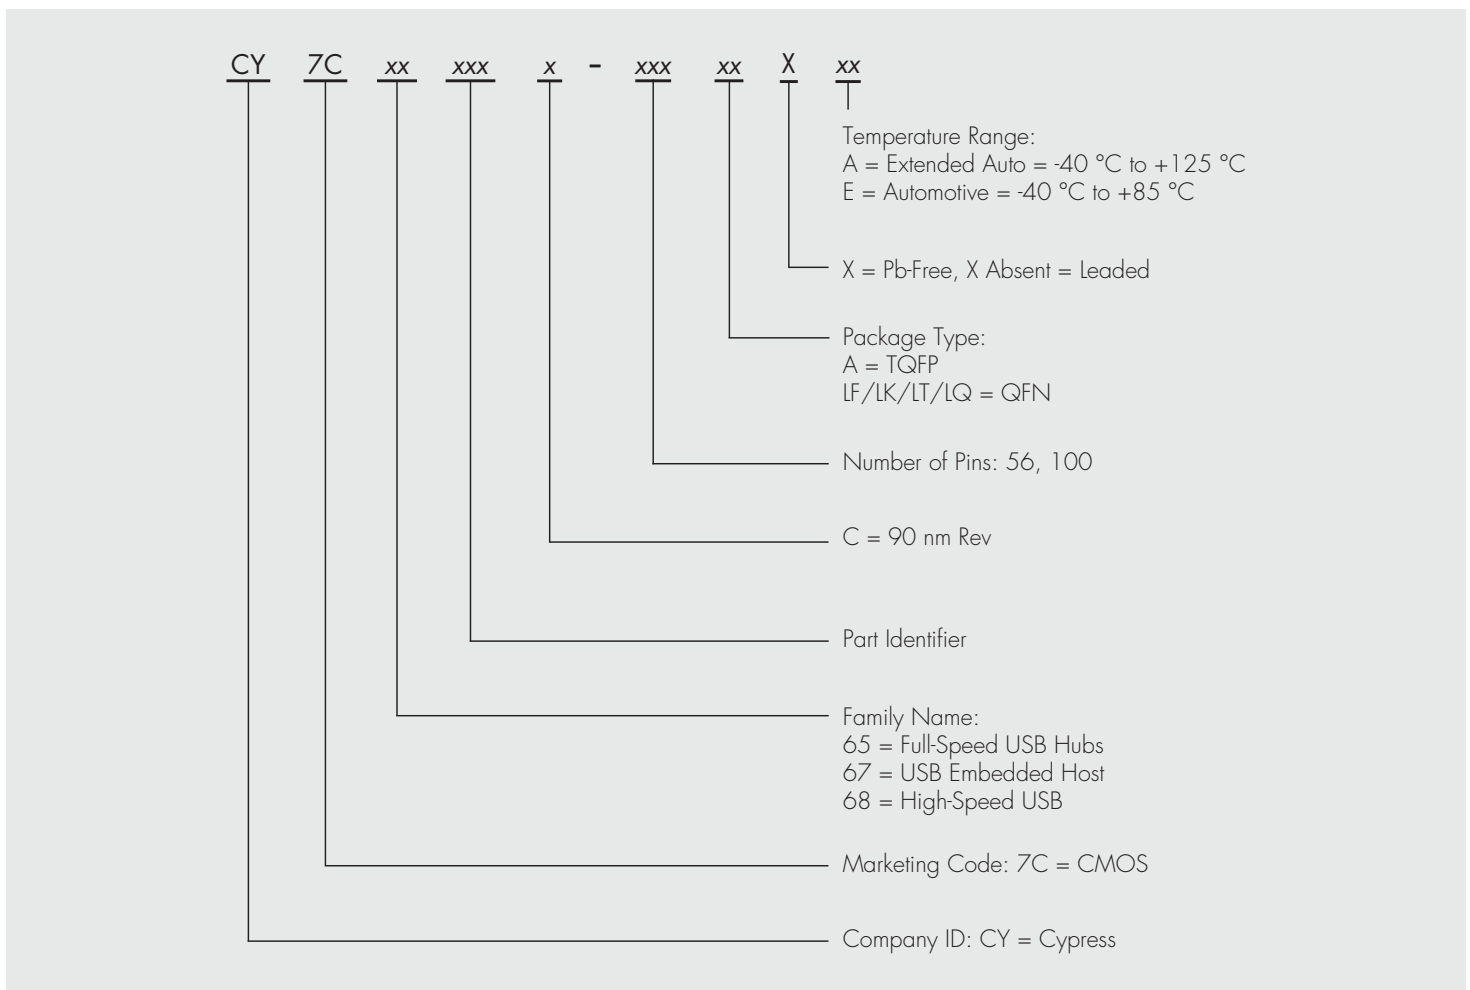 CY 7C xx xxx x - xxx xx X xx
Temperature Range:
A = Extended Auto = -40 °C to +125 °C
E = Automotive = -40 °C to +85 °C
X = Pb-Free, X Absent = Leaded
Package Type:
A = TQFP
LF/LK/LT/LQ = QFN
Number of Pins: 56, 100
C = 90 nm Rev
Part Identifier
Family Name:
65 = Full-Speed USB Hubs
67 = USB Embedded Host
68 = High-Speed USB
Marketing Code: 7C = CMOS
Company ID: CY = Cypress